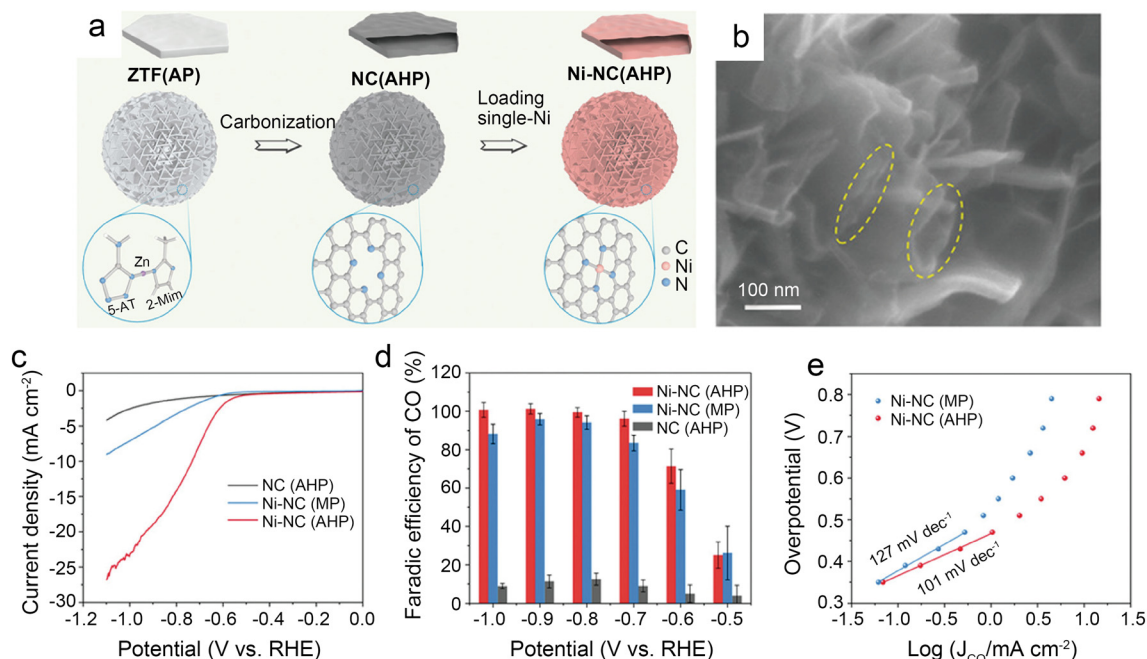 a
ZTF(AP)
NC(AHP)
Ni-NC(AHP)
Carbonization
Loading
single-Ni
Zn
5-AT
2-Mim
C
Ni
N
b
100 nm
c
Current density (mA cm⁻²)
0
-5
-10
-15
-20
-25
-30
NC (AHP)
Ni-NC (MP)
Ni-NC (AHP)
-1.2 -1.0 -0.8 -0.6 -0.4 -0.2 0.0
Potential (V vs. RHE)
d
Faradic efficiency of CO (%)
120
100
80
60
40
20
0
Ni-NC (AHP)
Ni-NC (MP)
NC (AHP)
-1.0 -0.9 -0.8 -0.7 -0.6 -0.5
Potential (V vs. RHE)
e
Overpotential (V)
0.8
0.7
0.6
0.5
0.4
0.3
Ni-NC (MP)
Ni-NC (AHP)
127 mV dec⁻¹
101 mV dec⁻¹
-1.5 -1.0 -0.5 0.0 0.5 1.0 1.5
Log (J_CO/mA cm⁻²)